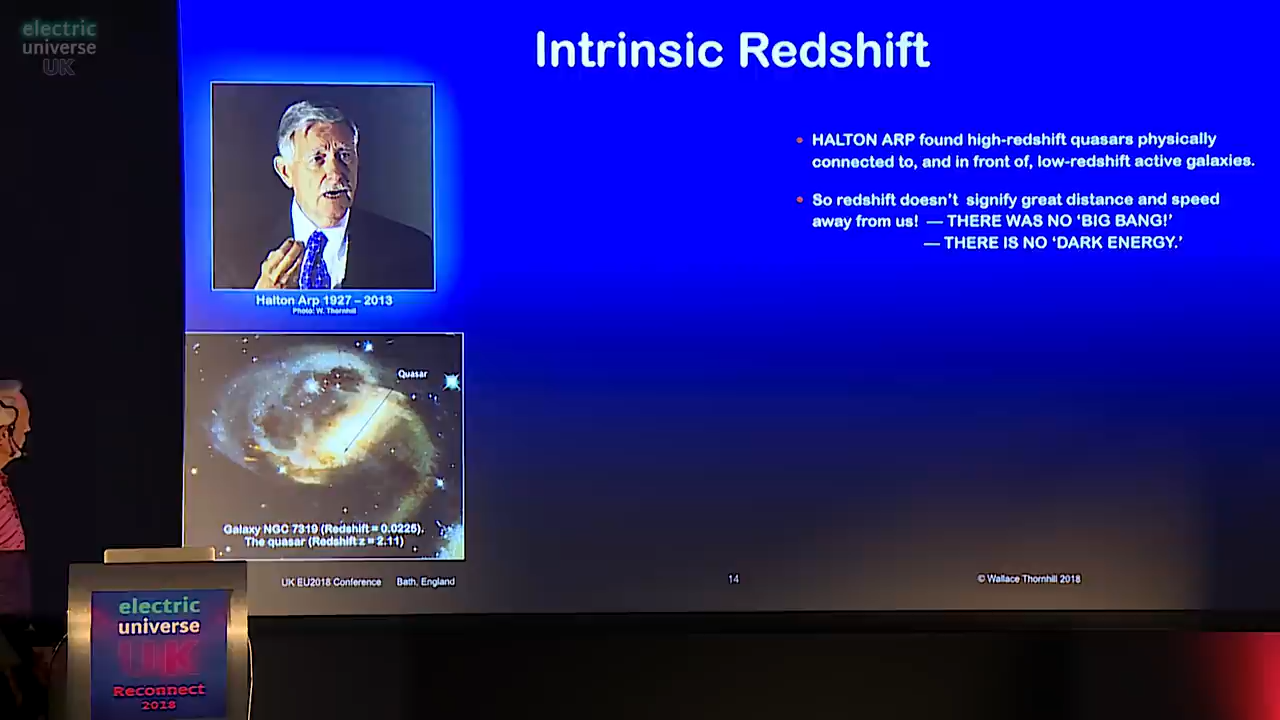 electric
universe
UK
Intrinsic Redshift
Halton Arp 1927 – 2013
Photo: W. Thornhill
• HALTON ARP found high-redshift quasars physically
connected to, and in front of, low-redshift active galaxies.
• So redshift doesn't signify great distance and speed
away from us! — THERE WAS NO 'BIG BANG!'
— THERE IS NO 'DARK ENERGY.'
Quasar
Galaxy NGC 7319 (Redshift = 0.0225).
The quasar (Redshift z = 2.11)
UK EU2018 Conference Bath, England
14
© Wallace Thornhill 2018
electric
universe
UK
Reconnect
2018